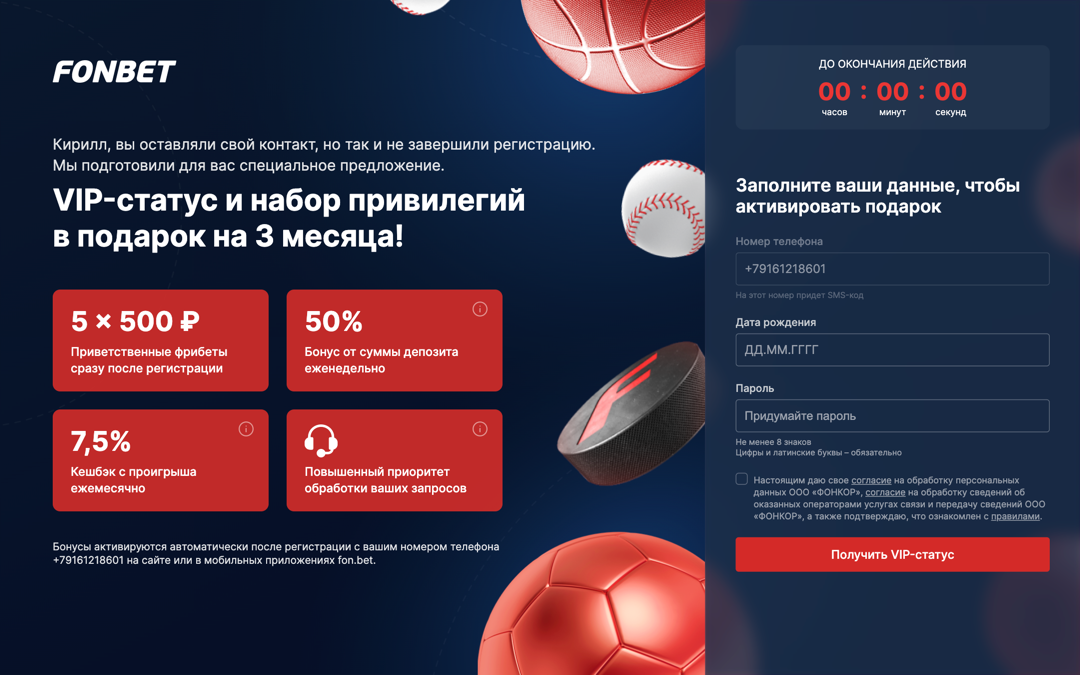 FONBET
Кирилл, вы оставляли свой контакт, но так и не завершили регистрацию.
Мы подготовили для вас специальное предложение.
VIP-статус и набор привилегий
в подарок на 3 месяца!
5 × 500 ₽
Приветственные фрибеты
сразу после регистрации
50%
Бонус от суммы депозита
еженедельно
7,5%
Кешбэк с проигрыша
ежемесячно
Повышенный приоритет
обработки ваших запросов
Бонусы активируются автоматически после регистрации с вашим номером телефона
+79161218601 на сайте или в мобильных приложениях fon.bet.
ДО ОКОНЧАНИЯ ДЕЙСТВИЯ
00 : 00 : 00
часов минут секунд
Заполните ваши данные, чтобы
активировать подарок
Номер телефона
+79161218601
На этот номер придет SMS-код
Дата рождения
ДД.ММ.ГГГГ
Пароль
Придумайте пароль
Не менее 8 знаков
Цифры и латинские буквы – обязательно
Настоящим даю свое согласие на обработку персональных
данных ООО «ФОНКОР», согласие на обработку сведений об
оказанных операторами услугах связи и передачу сведений ООО
«ФОНКОР», а также подтверждаю, что ознакомлен с правилами.
Получить VIP-статус